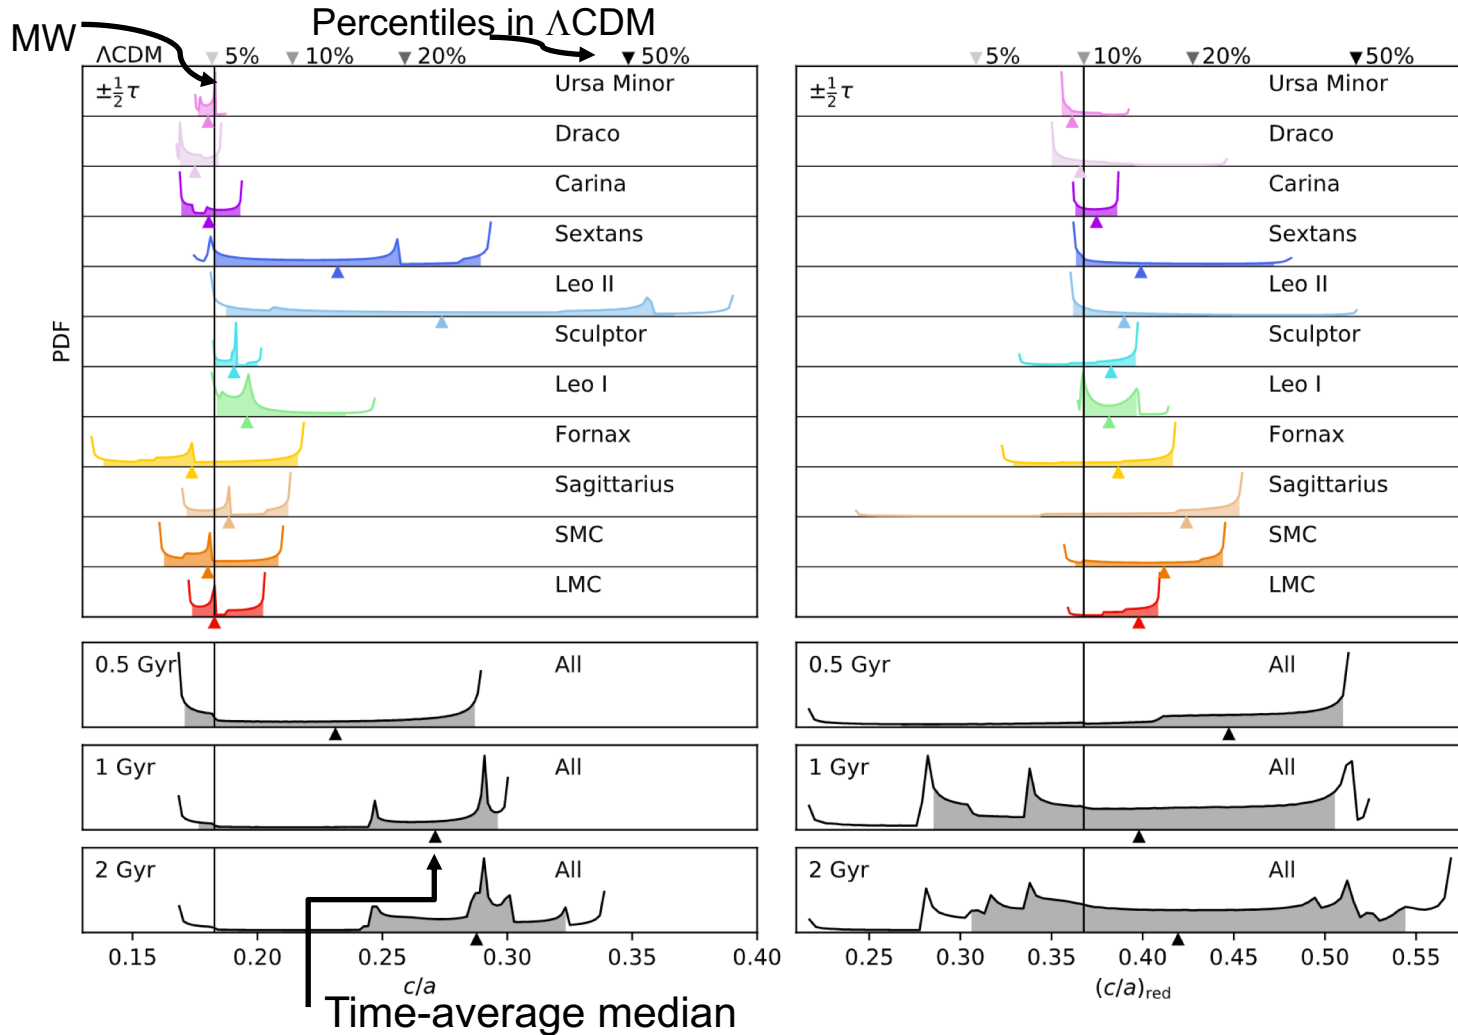 Percentiles in ΛCDM
MW
ΛCDM ▼ 5% ▼ 10% ▼ 20% ▼ 50%
▼ 5% ▼ 10% ▼ 20% ▼ 50%
±½τ
Ursa Minor
Draco
Carina
Sextans
Leo II
Sculptor
Leo I
Fornax
Sagittarius
SMC
LMC
PDF
±½τ
Ursa Minor
Draco
Carina
Sextans
Leo II
Sculptor
Leo I
Fornax
Sagittarius
SMC
LMC
0.5 Gyr All
0.5 Gyr All
1 Gyr All
1 Gyr All
2 Gyr All
2 Gyr All
0.15 0.20 0.25 0.30 0.35 0.40
0.25 0.30 0.35 0.40 0.45 0.50 0.55
c/a
(c/a)red
Time-average median